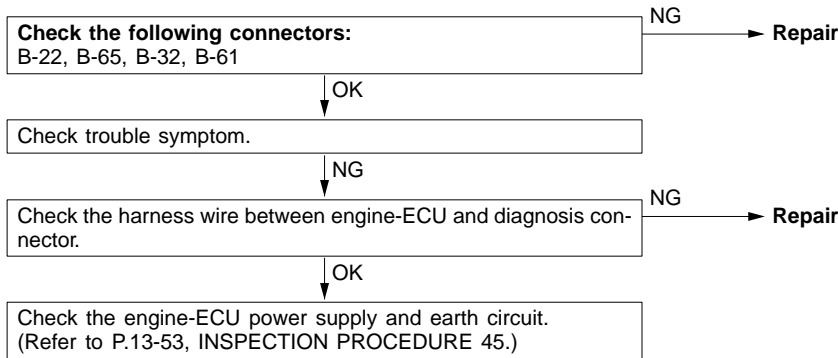 Check the following connectors:
B-22, B-65, B-32, B-61
NG
Repair
OK
Check trouble symptom.
NG
Check the harness wire between engine-ECU and diagnosis con-
nector.
NG
Repair
OK
Check the engine-ECU power supply and earth circuit.
(Refer to P.13-53, INSPECTION PROCEDURE 45.)